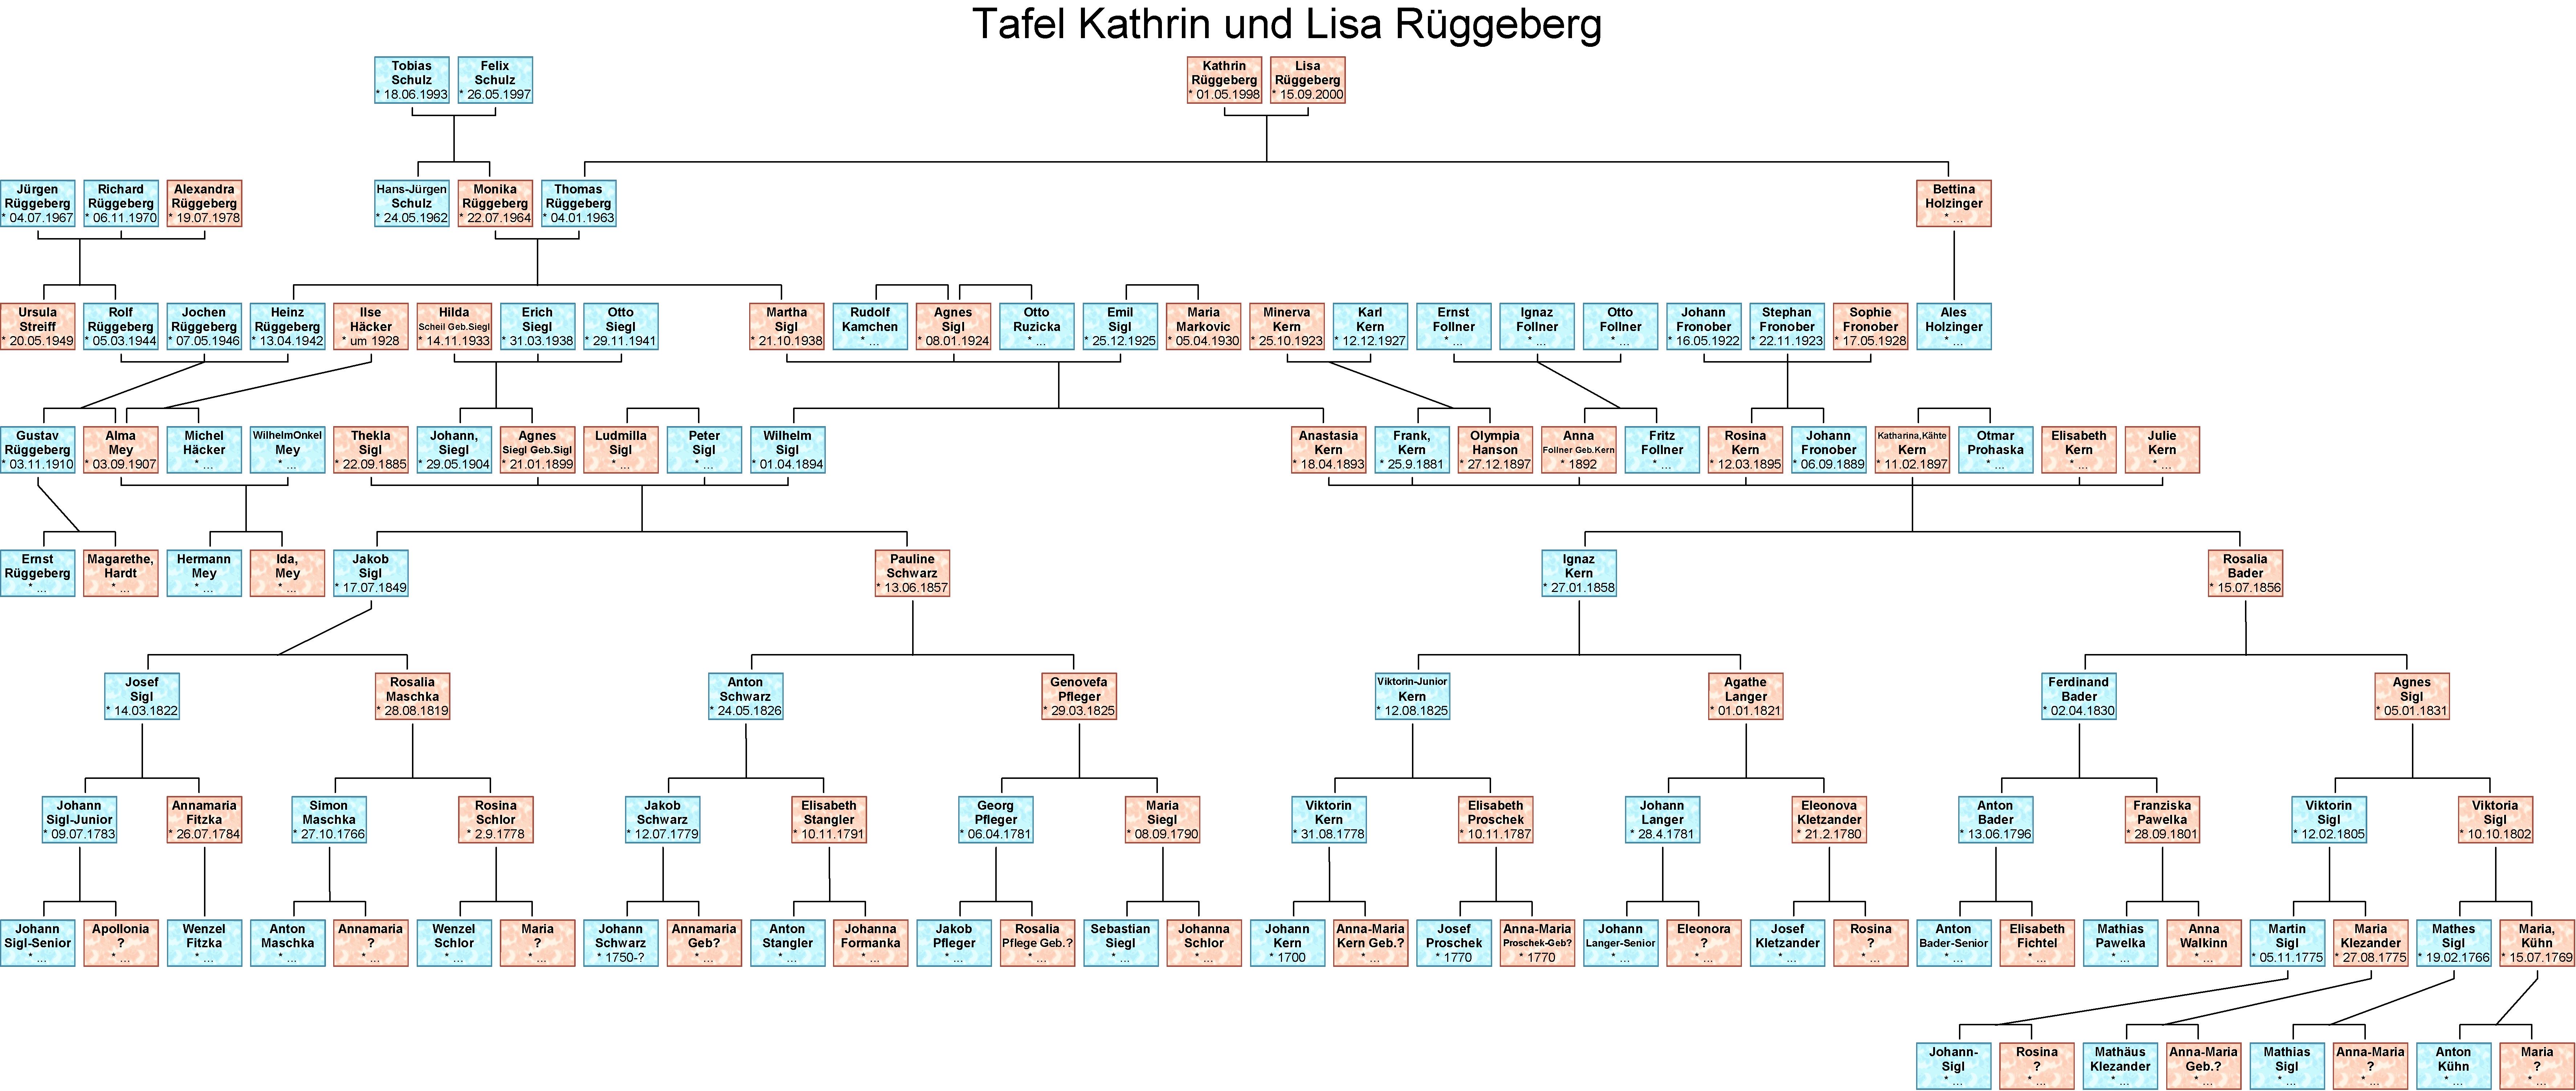 Tafel Kathrin und Lisa Rüggeberg
Tobias
Schulz
* 18.06.1993
Felix
Schulz
* 26.05.1997
Kathrin
Rüggeberg
* 01.05.1998
Lisa
Rüggeberg
* 15.09.2000
Jürgen
Rüggeberg
* 04.07.1967
Richard
Rüggeberg
* 06.11.1970
Alexandra
Rüggeberg
* 19.07.1978
Hans-Jürgen
Schulz
* 24.05.1962
Monika
Rüggeberg
* 22.07.1964
Thomas
Rüggeberg
* 04.01.1963
Bettina
Holzinger
* ...
Ursula
Streiff
* 20.05.1949
Rolf
Rüggeberg
* 05.03.1944
Jochen
Rüggeberg
* 07.05.1946
Heinz
Rüggeberg
* 13.04.1942
Ilse
Häcker
* um 1928
Hilda
Scheil Geb.Siegl
* 14.11.1933
Erich
Siegl
* 31.03.1938
Otto
Siegl
* 29.11.1941
Martha
Sigl
* 21.10.1938
Rudolf
Kamchen
* ...
Agnes
Sigl
* 08.01.1924
Otto
Ruzicka
* ...
Emil
Sigl
* 25.12.1925
Maria
Markovic
* 05.04.1930
Minerva
Kern
* 25.10.1923
Karl
Kern
* 12.12.1927
Ernst
Follner
* ...
Ignaz
Follner
* ...
Otto
Follner
* ...
Johann
Fronober
* 16.05.1922
Stephan
Fronober
* 22.11.1923
Sophie
Fronober
* 17.05.1928
Ales
Holzinger
* ...
Gustav
Rüggeberg
* 03.11.1910
Alma
Mey
* 03.09.1907
Michel
Häcker
* ...
WilhelmOnkel
Mey
* ...
Thekla
Sigl
* 22.09.1885
Johann,
Siegl
* 29.05.1904
Agnes
Siegl Geb.Sigl
* 21.01.1899
Ludmilla
Sigl
* ...
Peter
Sigl
* ...
Wilhelm
Sigl
* 01.04.1894
Anastasia
Kern
* 18.04.1893
Frank,
Kern
* 25.9.1881
Olympia
Hanson
* 27.12.1897
Anna
Follner Geb.Kern
* 1892
Fritz
Follner
* ...
Rosina
Kern
* 12.03.1895
Johann
Fronober
* 06.09.1889
Katharina,Kähte
Kern
* 11.02.1897
Otmar
Prohaska
* ...
Elisabeth
Kern
* ...
Julie
Kern
* ...
Ernst
Rüggeberg
* ...
Magarethe,
Hardt
* ...
Hermann
Mey
* ...
Ida,
Mey
* ...
Jakob
Sigl
* 17.07.1849
Pauline
Schwarz
* 13.06.1857
Ignaz
Kern
* 27.01.1858
Rosalia
Bader
* 15.07.1856
Josef
Sigl
* 14.03.1822
Rosalia
Maschka
* 28.08.1819
Anton
Schwarz
* 24.05.1826
Genovefa
Pfleger
* 29.03.1825
Viktorin-Junior
Kern
* 12.08.1825
Agathe
Langer
* 01.01.1821
Ferdinand
Bader
* 02.04.1830
Agnes
Sigl
* 05.01.1831
Johann
Sigl-Junior
* 09.07.1783
Annamaria
Fitzka
* 26.07.1784
Simon
Maschka
* 27.10.1766
Rosina
Schlor
* 2.9.1778
Jakob
Schwarz
* 12.07.1779
Elisabeth
Stangler
* 10.11.1791
Georg
Pfleger
* 06.04.1781
Maria
Siegl
* 08.09.1790
Viktorin
Kern
* 31.08.1778
Elisabeth
Proschek
* 10.11.1787
Johann
Langer
* 28.4.1781
Eleonova
Kletzander
* 21.2.1780
Anton
Bader
* 13.06.1796
Franziska
Pawelka
* 28.09.1801
Viktorin
Sigl
* 12.02.1805
Viktoria
Sigl
* 10.10.1802
Johann
Sigl-Senior
* ...
Apollonia
?
* ...
Wenzel
Fitzka
* ...
Anton
Maschka
* ...
Annamaria
?
* ...
Wenzel
Schlor
* ...
Maria
?
* ...
Johann
Schwarz
* 1750-?
Annamaria
Geb?
* ...
Anton
Stangler
* ...
Johanna
Formanka
* ...
Jakob
Pfleger
* ...
Rosalia
Pflege Geb.?
* ...
Sebastian
Siegl
* ...
Johanna
Schlor
* ...
Johann
Kern
* 1700
Anna-Maria
Kern Geb.?
* ...
Josef
Proschek
* 1770
Anna-Maria
Proschek-Geb?
* 1770
Johann
Langer-Senior
* ...
Eleonora
?
* ...
Josef
Kletzander
* ...
Rosina
?
* ...
Anton
Bader-Senior
* ...
Elisabeth
Fichtel
* ...
Mathias
Pawelka
* ...
Anna
Walkinn
* ...
Martin
Sigl
* 05.11.1775
Maria
Klezander
* 27.08.1775
Mathes
Sigl
* 19.02.1766
Maria,
Kühn
* 15.07.1769
Johann-
Sigl
* ...
Rosina
?
* ...
Mathäus
Klezander
* ...
Anna-Maria
Geb.?
* ...
Mathias
Sigl
* ...
Anna-Maria
?
* ...
Anton
Kühn
* ...
Maria
?
* ...